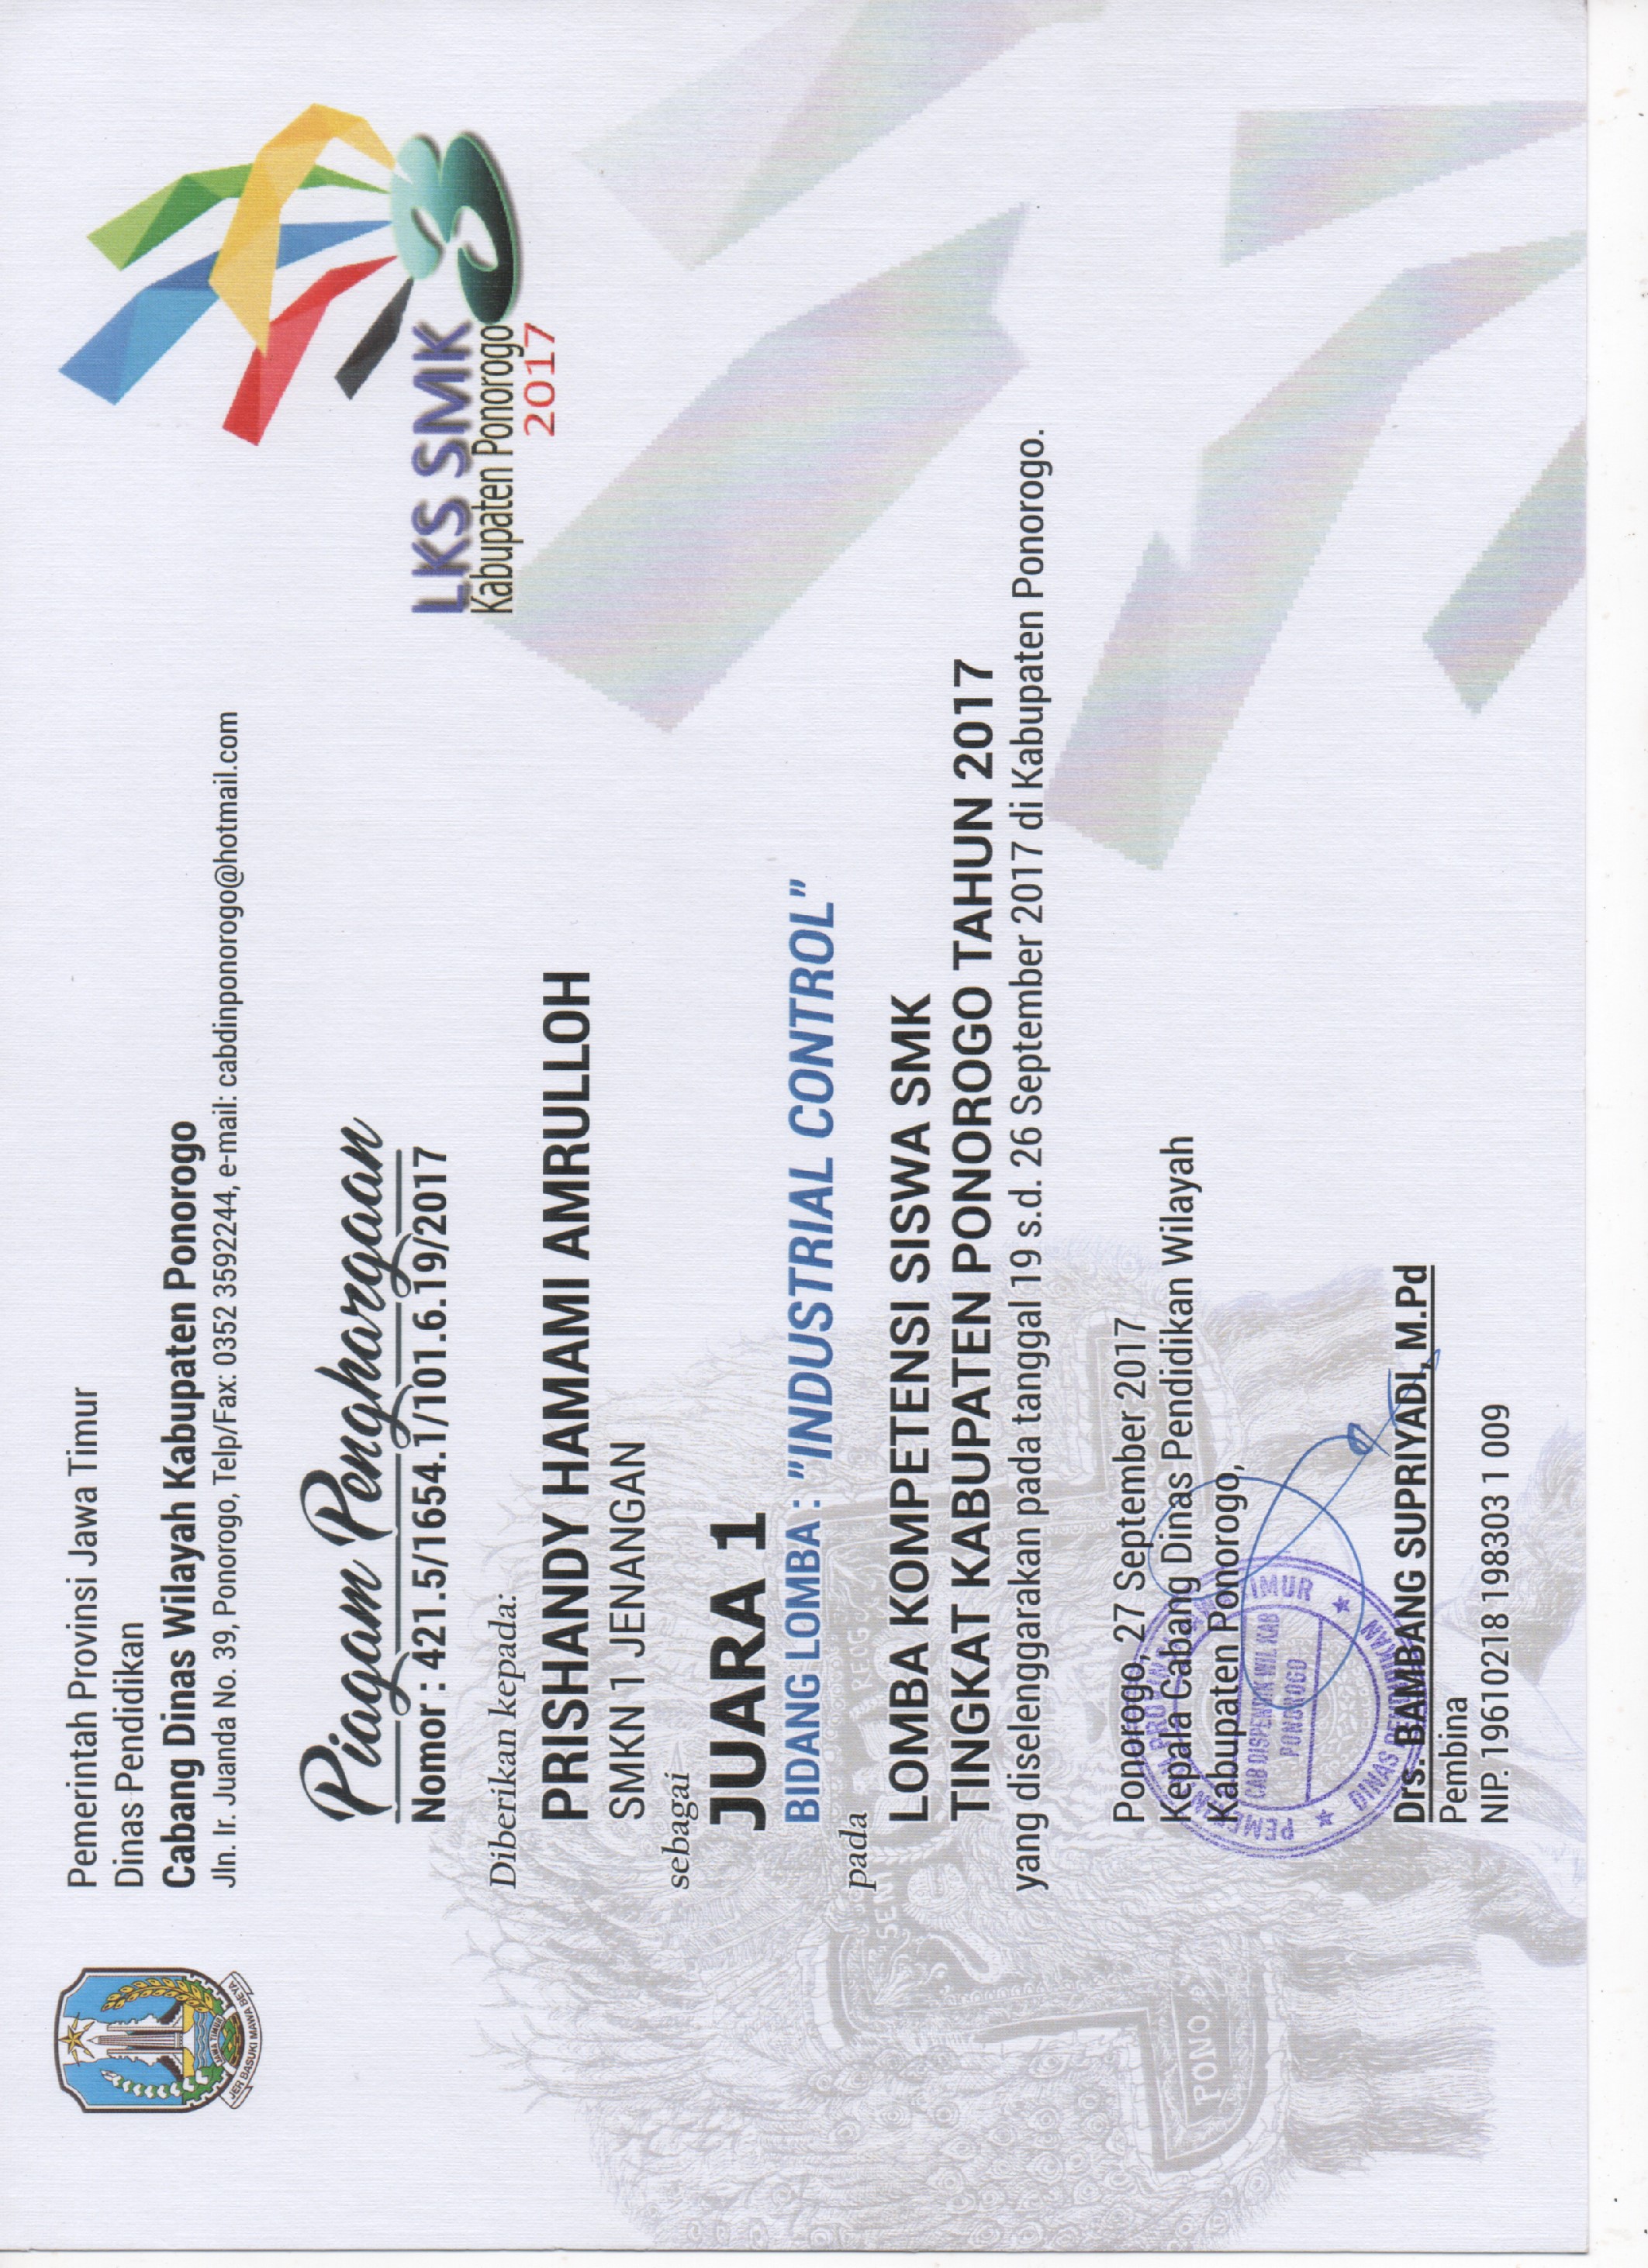 Pemerintah Provinsi Jawa Timur
Dinas Pendidikan
Cabang Dinas Wilayah Kabupaten Ponorogo
Jln. Ir. Juanda No. 39, Ponorogo, Telp/Fax: 0352 3592244, e-mail: cabdinponorogo@hotmail.com
JAWA TIMUR
JER BASUKI MAWA BEYA
Piagam Penghargaan
Nomor : 421.5/1654.1/101.6.19/2017
LKS SMK 3
Kabupaten Ponorogo
2017
Diberikan kepada:
PRISHANDY HAMAMI AMRULLOH
SMKN 1 JENANGAN
sebagai
JUARA 1
BIDANG LOMBA : "INDUSTRIAL CONTROL"
pada
SENI REOG
LOMBA KOMPETENSI SISWA SMK
TINGKAT KABUPATEN PONOROGO TAHUN 2017
yang diselenggarakan pada tanggal 19 s.d. 26 September 2017 di Kabupaten Ponorogo.
Ponorogo, 27 September 2017
Kepala Cabang Dinas Pendidikan Wilayah
Kabupaten Ponorogo,
PONO
PEMERINTAH PROVINSI JAWA TIMUR
CAB DISPENDIK WIL KAB
PONOROGO
DINAS PENDIDIKAN
Drs. BAMBANG SUPRIYADI, M.Pd
Pembina
NIP. 19610218 198303 1 009